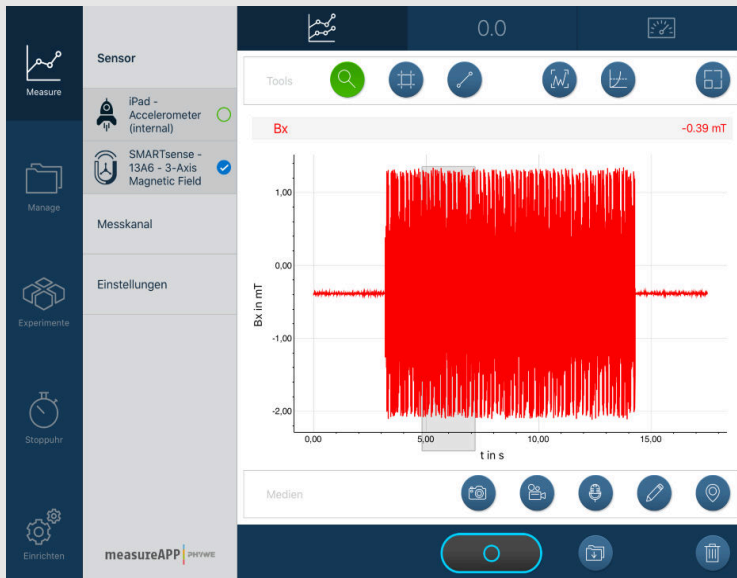 0.0
Measure
Sensor
Tools
iPad -
Accelerometer
(internal)
Bx
-0.39 mT
SMARTsense -
13A6 - 3-Axis
Magnetic Field
Manage
Messkanal
Einstellungen
Experimente
Stoppuhr
Einrichten
1,00
0,00
-1,00
-2,00
Bx in mT
0,00
5,00
10,00
15,00
t in s
Medien
measureAPP PHYWE